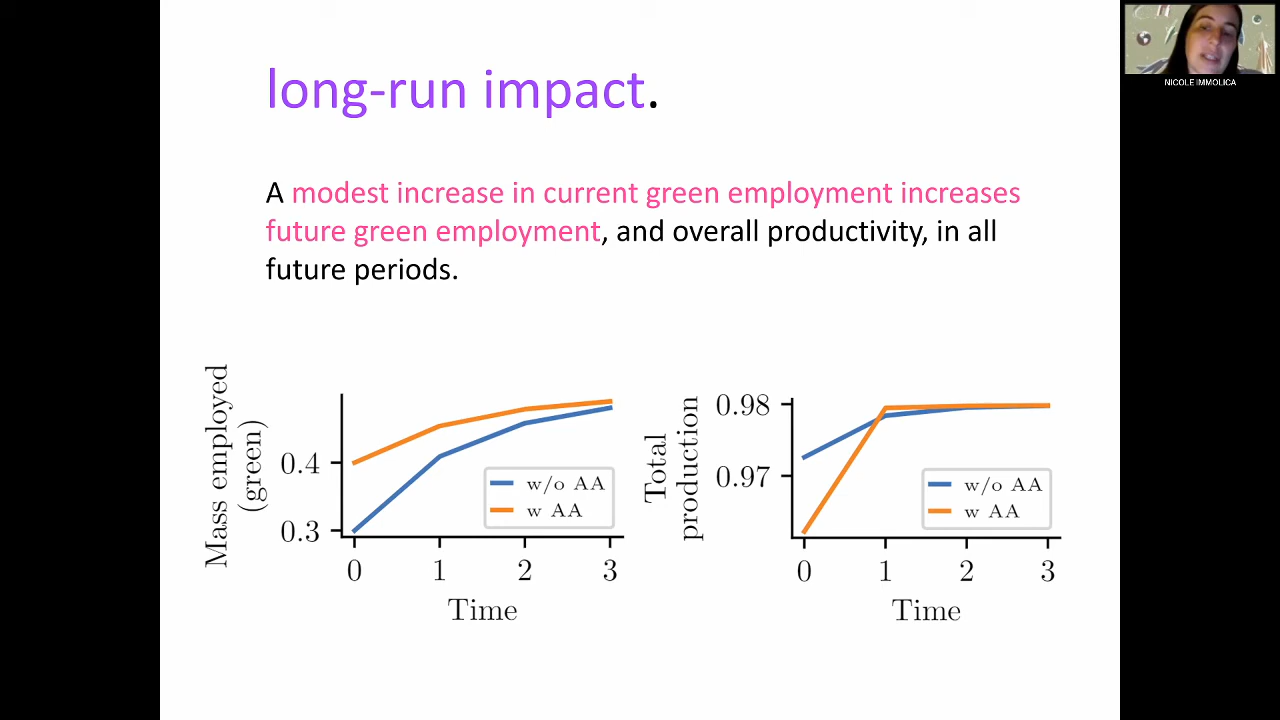 long-run impact.
NICOLE IMMOLICA
A modest increase in current green employment increases
future green employment, and overall productivity, in all
future periods.
Mass employed
(green)
0.4
0.3
w/o AA
w AA
0
1
2
3
Time
Total
production
0.98
0.97
w/o AA
w AA
0
1
2
3
Time